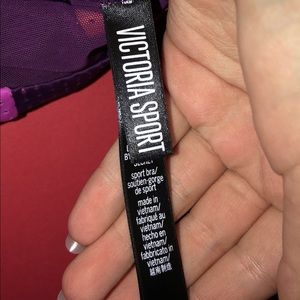 VICTORIA SPORT
SECRET
sport bra/
soutien-gorge
de sport
made in
vietnam/
fabriqué au
vietnam/
hecho en
vietnam/
fabbricato in
vietnam/
越南制造